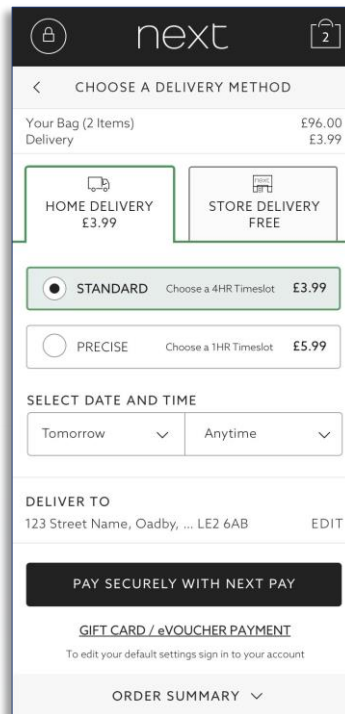 next
2
CHOOSE A DELIVERY METHOD
Your Bag (2 Items) £96.00
Delivery £3.99
HOME DELIVERY
£3.99
next
STORE DELIVERY
FREE
STANDARD Choose a 4HR Timeslot £3.99
PRECISE Choose a 1HR Timeslot £5.99
SELECT DATE AND TIME
Tomorrow Anytime
DELIVER TO
123 Street Name, Oadby, ... LE2 6AB EDIT
PAY SECURELY WITH NEXT PAY
GIFT CARD / eVOUCHER PAYMENT
To edit your default settings sign in to your account
ORDER SUMMARY